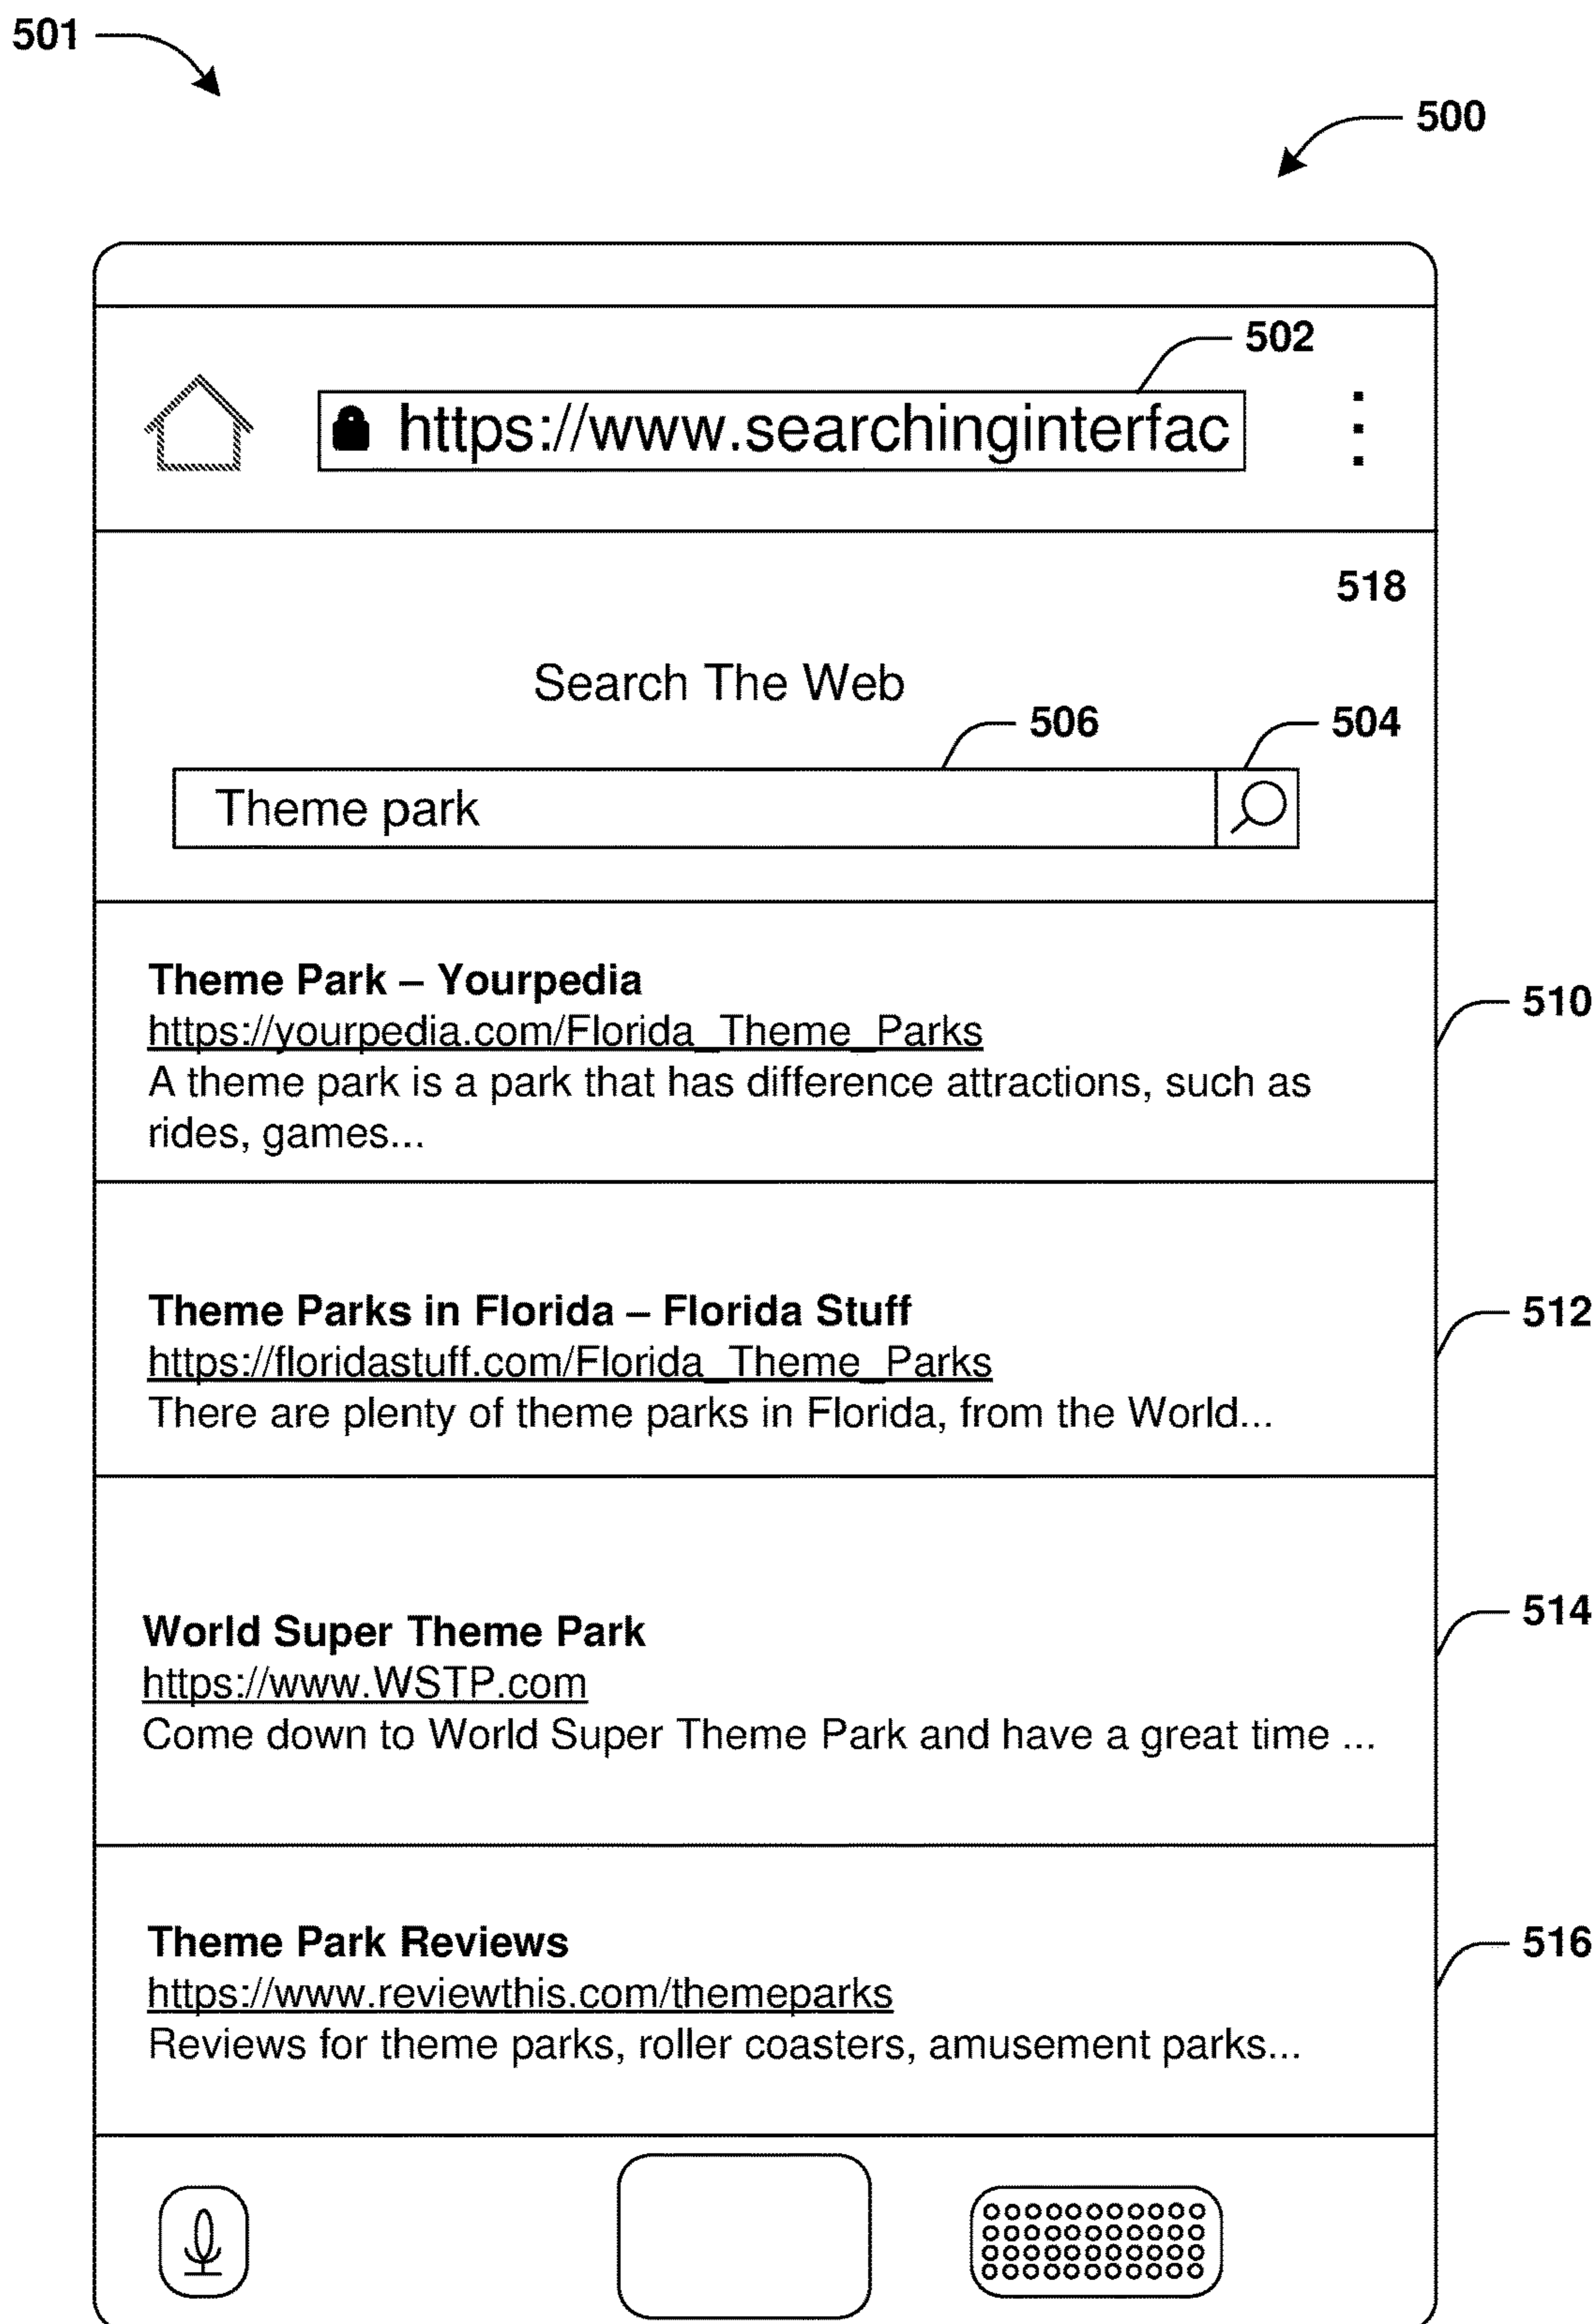 501
500
502
https://www.searchinginterfac
518
Search The Web
506
504
Theme park
Theme Park – Yourpedia
510
https://yourpedia.com/Florida_Theme_Parks
A theme park is a park that has difference attractions, such as
rides, games...
Theme Parks in Florida – Florida Stuff
512
https://floridastuff.com/Florida_Theme_Parks
There are plenty of theme parks in Florida, from the World...
514
World Super Theme Park
https://www.WSTP.com
Come down to World Super Theme Park and have a great time ...
Theme Park Reviews
516
https://www.reviewthis.com/themeparks
Reviews for theme parks, roller coasters, amusement parks...